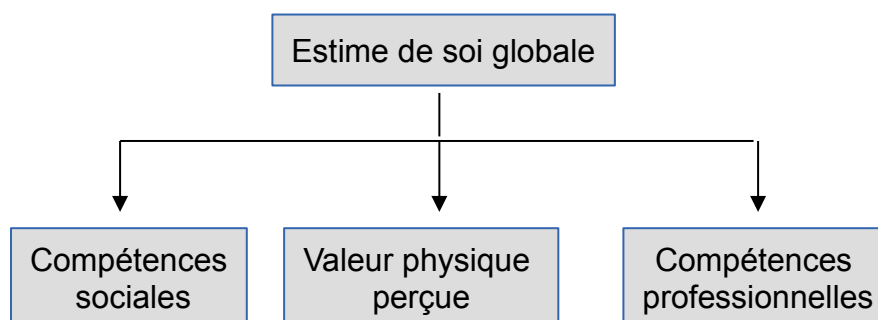 Estime de soi globale
Compétences
sociales
Valeur physique
perçue
Compétences
professionnelles